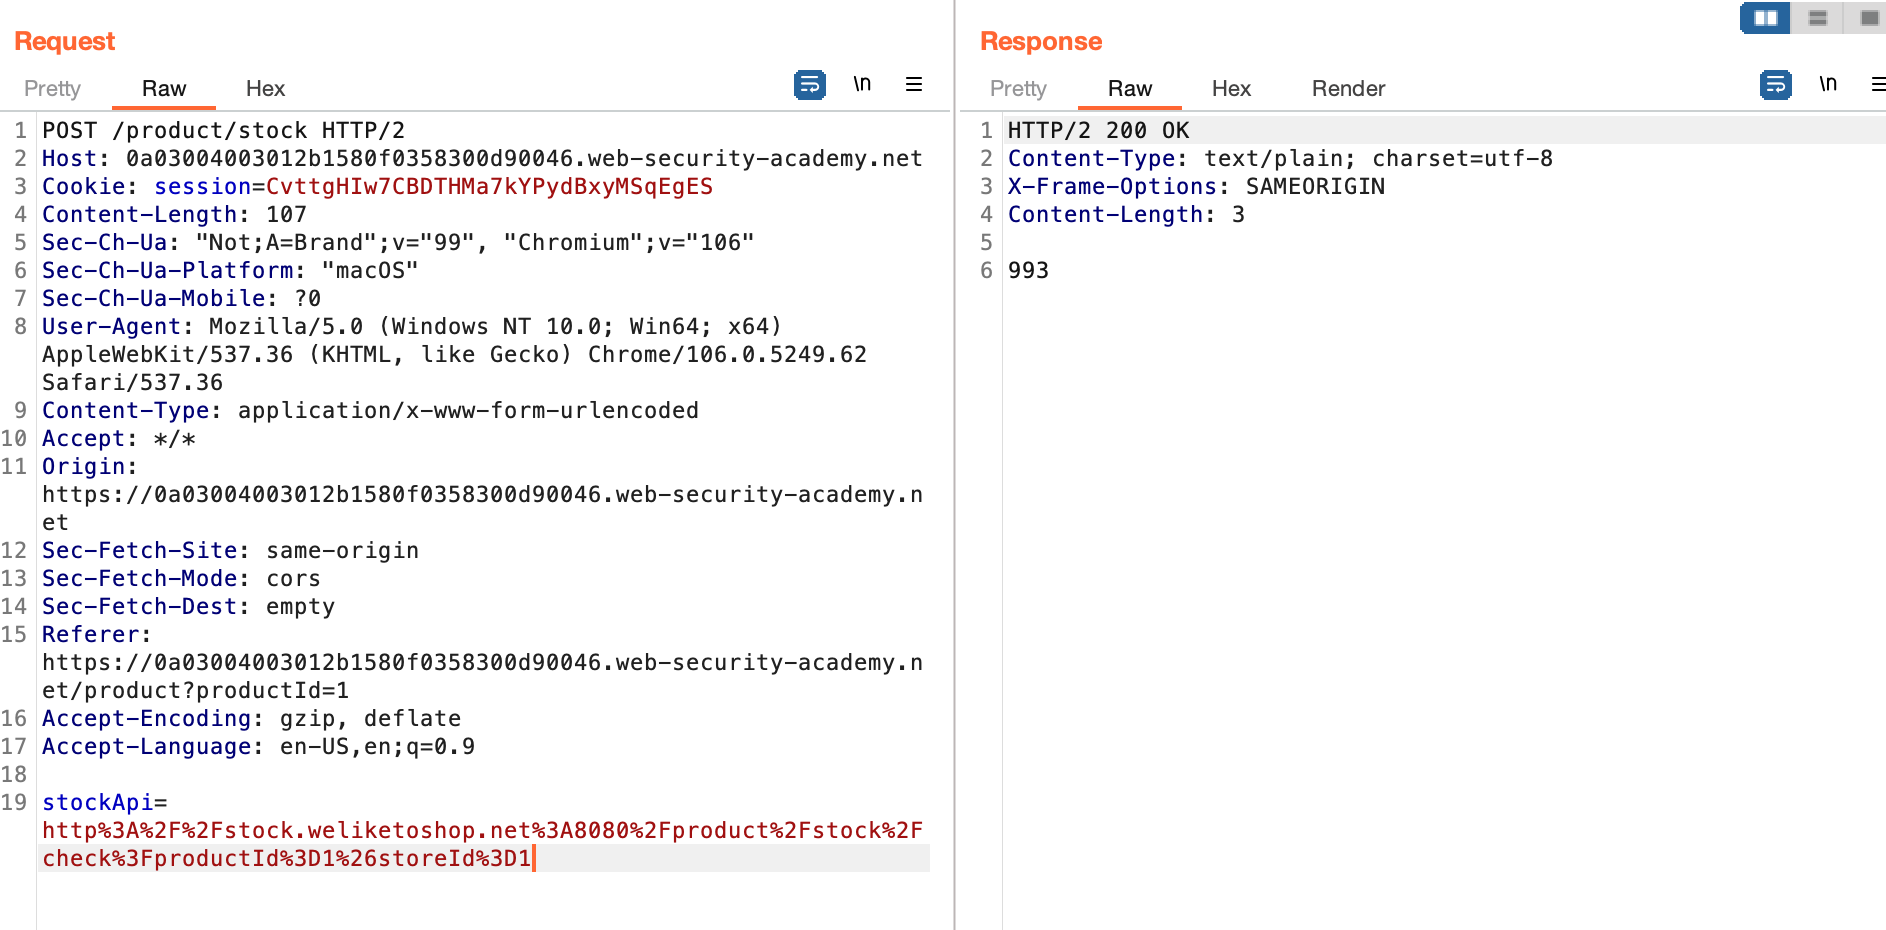 Request
Pretty Raw Hex \n
1 POST /product/stock HTTP/2
2 Host: 0a03004003012b1580f0358300d90046.web-security-academy.net
3 Cookie: session=CvttgHIw7CBDTHMa7kYPydBxyMSqEgES
4 Content-Length: 107
5 Sec-Ch-Ua: "Not;A=Brand";v="99", "Chromium";v="106"
6 Sec-Ch-Ua-Platform: "macOS"
7 Sec-Ch-Ua-Mobile: ?0
8 User-Agent: Mozilla/5.0 (Windows NT 10.0; Win64; x64)
AppleWebKit/537.36 (KHTML, like Gecko) Chrome/106.0.5249.62
Safari/537.36
9 Content-Type: application/x-www-form-urlencoded
10 Accept: */*
11 Origin:
https://0a03004003012b1580f0358300d90046.web-security-academy.n
et
12 Sec-Fetch-Site: same-origin
13 Sec-Fetch-Mode: cors
14 Sec-Fetch-Dest: empty
15 Referer:
https://0a03004003012b1580f0358300d90046.web-security-academy.n
et/product?productId=1
16 Accept-Encoding: gzip, deflate
17 Accept-Language: en-US,en;q=0.9
18
19 stockApi=
http%3A%2F%2Fstock.weliketoshop.net%3A8080%2Fproduct%2Fstock%2F
check%3FproductId%3D1%26storeId%3D1
Response
Pretty Raw Hex Render \n
1 HTTP/2 200 OK
2 Content-Type: text/plain; charset=utf-8
3 X-Frame-Options: SAMEORIGIN
4 Content-Length: 3
5
6 993